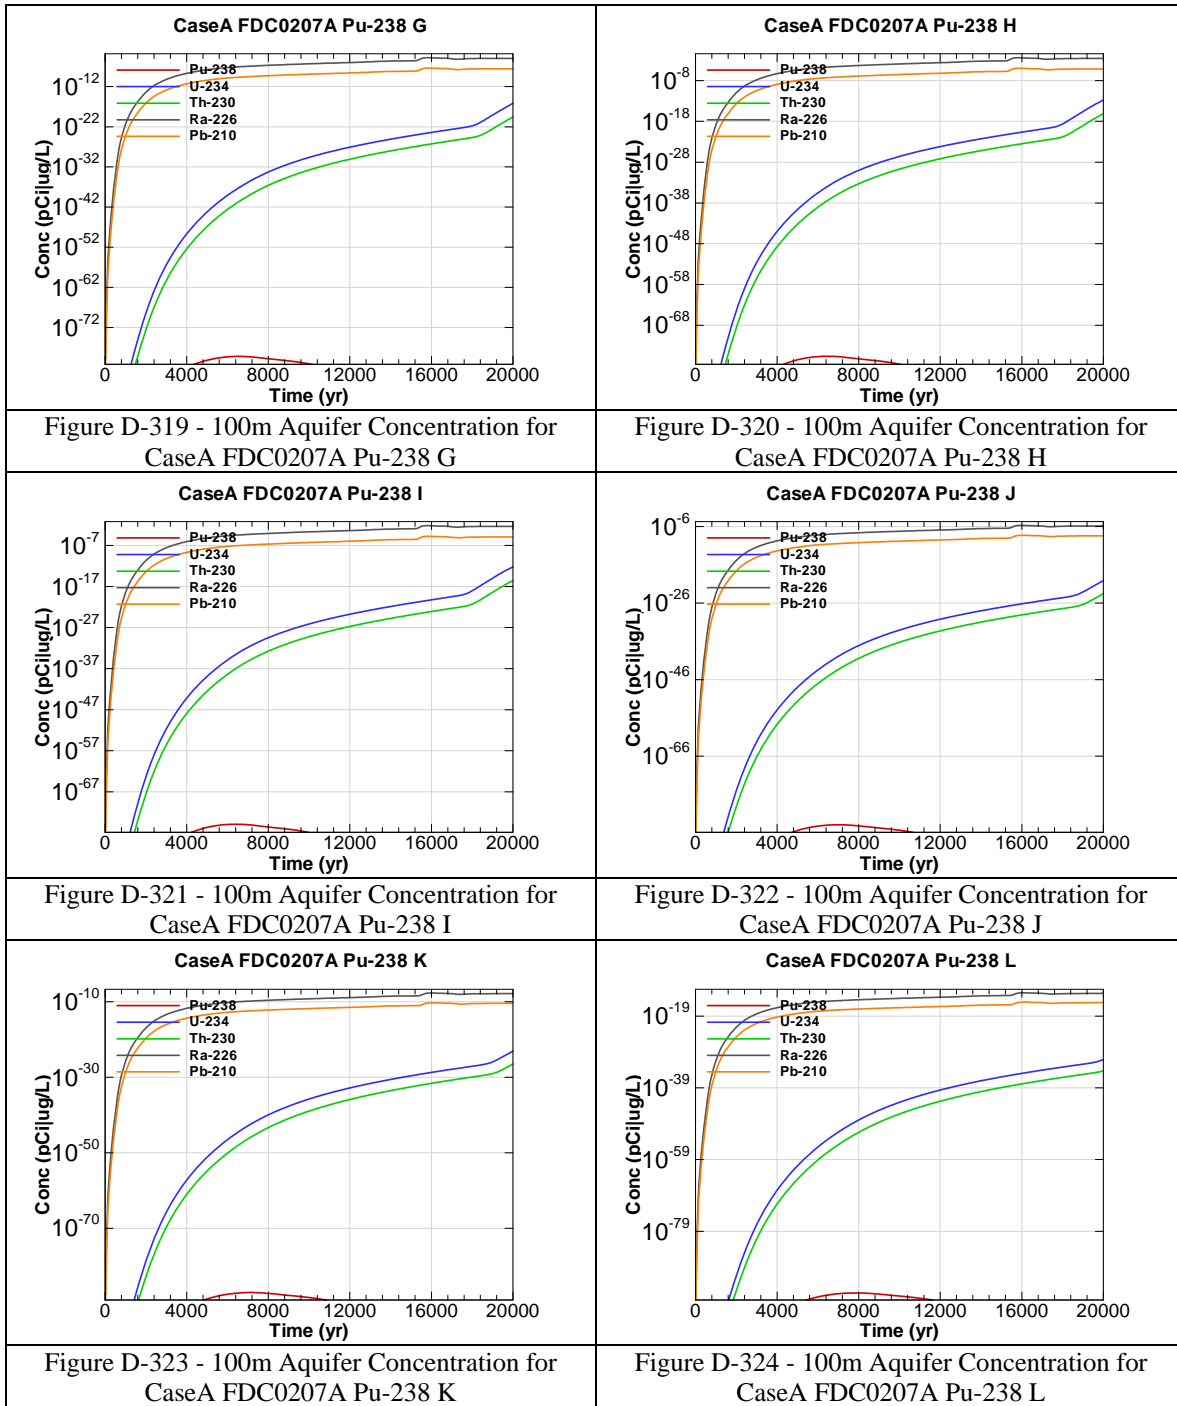 CaseA FDC0207A Pu-238 G
Conc (pCi|ug/L)
10-12
10-22
10-32
10-42
10-52
10-62
10-72
Pu-238
U-234
Th-230
Ra-226
Pb-210
0 4000 8000 12000 16000 20000
Time (yr)
Figure D-319 - 100m Aquifer Concentration for
CaseA FDC0207A Pu-238 G
CaseA FDC0207A Pu-238 H
Conc (pCi|ug/L)
10-8
10-18
10-28
10-38
10-48
10-58
10-68
Pu-238
U-234
Th-230
Ra-226
Pb-210
0 4000 8000 12000 16000 20000
Time (yr)
Figure D-320 - 100m Aquifer Concentration for
CaseA FDC0207A Pu-238 H
CaseA FDC0207A Pu-238 I
Conc (pCi|ug/L)
10-7
10-17
10-27
10-37
10-47
10-57
10-67
Pu-238
U-234
Th-230
Ra-226
Pb-210
0 4000 8000 12000 16000 20000
Time (yr)
Figure D-321 - 100m Aquifer Concentration for
CaseA FDC0207A Pu-238 I
CaseA FDC0207A Pu-238 J
Conc (pCi|ug/L)
10-6
10-26
10-46
10-66
Pu-238
U-234
Th-230
Ra-226
Pb-210
0 4000 8000 12000 16000 20000
Time (yr)
Figure D-322 - 100m Aquifer Concentration for
CaseA FDC0207A Pu-238 J
CaseA FDC0207A Pu-238 K
Conc (pCi|ug/L)
10-10
10-30
10-50
10-70
Pu-238
U-234
Th-230
Ra-226
Pb-210
0 4000 8000 12000 16000 20000
Time (yr)
Figure D-323 - 100m Aquifer Concentration for
CaseA FDC0207A Pu-238 K
CaseA FDC0207A Pu-238 L
Conc (pCi|ug/L)
10-19
10-39
10-59
10-79
Pu-238
U-234
Th-230
Ra-226
Pb-210
0 4000 8000 12000 16000 20000
Time (yr)
Figure D-324 - 100m Aquifer Concentration for
CaseA FDC0207A Pu-238 L